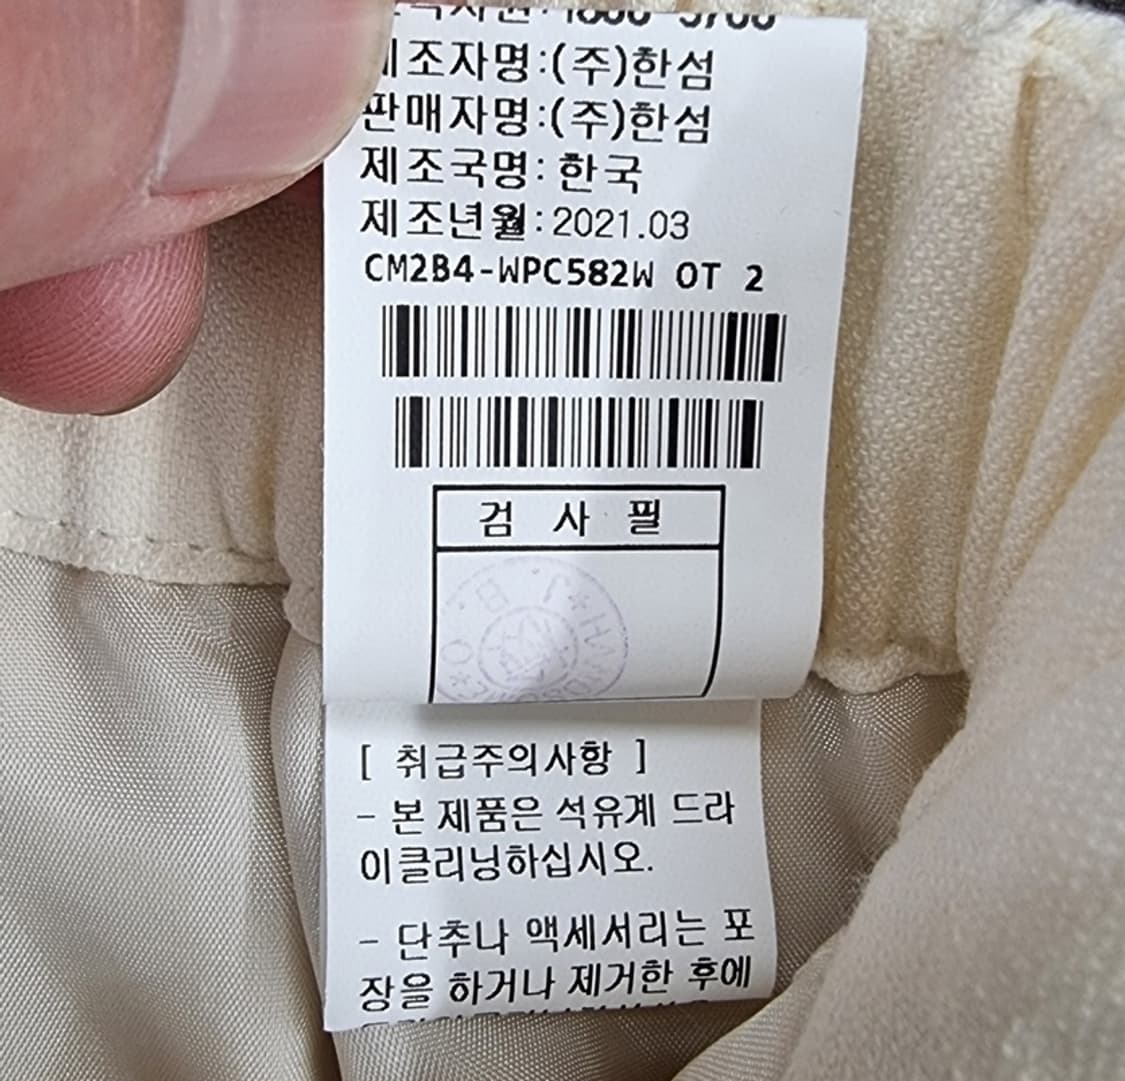 제조자명:(주)한섬
판매자명:(주)한섬
제조국명:한국
제조년월:2021.03
CM2B4-WPC582W OT 2
검 사 필
[ 취급주의사항 ]
- 본 제품은 석유계 드라
이클리닝하십시오.
- 단추나 액세서리는 포
장을 하거나 제거한 후에